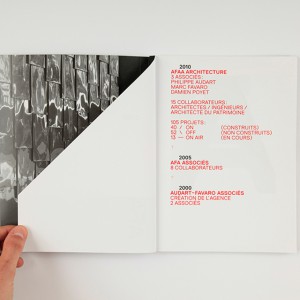 2010
AFAA ARCHITECTURE
3 ASSOCIÉS:
PHILIPPE AUDART
MARC FAVARO
DAMIEN POYET
15 COLLABORATEURS:
ARCHITECTES / INGÉNIEURS /
ARCHITECTE DU PATRIMOINE
105 PROJETS:
40 / ON (CONSTRUITS)
52 \ OFF (NON CONSTRUITS)
13 — ON AIR (EN COURS)
2005
AFA ASSOCIÉS
8 COLLABORATEURS
2000
AUDART-FAVARO ASSOCIÉS
CRÉATION DE L'AGENCE
2 ASSOCIÉS